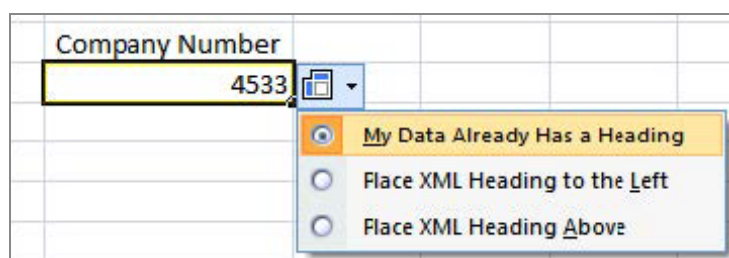 Company Number
4533
My Data Already Has a Heading
Place XML Heading to the Left
Place XML Heading Above